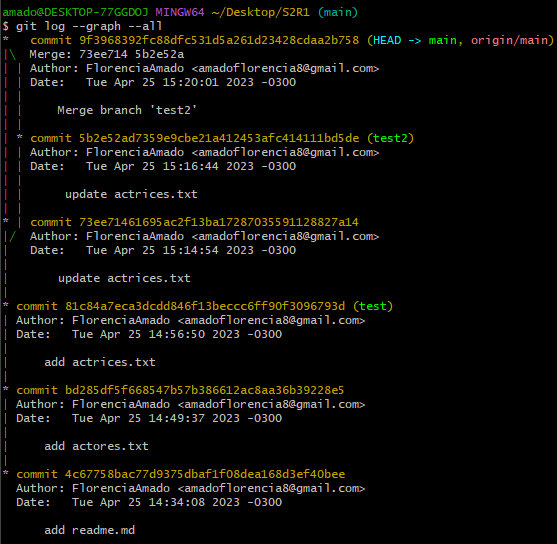 amado@DESKTOP-77GGDOJ MINGW64 ~/Desktop/S2R1 (main)
$ git log --graph --all
*   commit 9f3968392fc88dfc531d5a261d23428cdaa2b758 (HEAD -> main, origin/main)
|\  Merge: 73ee714 5b2e52a
| | Author: FlorenciaAmado <amadoflorencia8@gmail.com>
| | Date:   Tue Apr 25 15:20:01 2023 -0300
| |
| |     Merge branch 'test2'
| |
| * commit 5b2e52ad7359e9cbe21a412453afc414111bd5de (test2)
| | Author: FlorenciaAmado <amadoflorencia8@gmail.com>
| | Date:   Tue Apr 25 15:16:44 2023 -0300
| |
| |      update actrices.txt
| |
* | commit 73ee71461695ac2f13ba17287035591128827a14
|/  Author: FlorenciaAmado <amadoflorencia8@gmail.com>
|   Date:   Tue Apr 25 15:14:54 2023 -0300
|
|       update actrices.txt
|
* commit 81c84a7eca3dcdd846f13beccc6ff90f3096793d (test)
| Author: FlorenciaAmado <amadoflorencia8@gmail.com>
| Date:   Tue Apr 25 14:56:50 2023 -0300
|
|     add actrices.txt
|
* commit bd285df5f668547b57b386612ac8aa36b39228e5
| Author: FlorenciaAmado <amadoflorencia8@gmail.com>
| Date:   Tue Apr 25 14:49:37 2023 -0300
|
|     add actores.txt
|
* commit 4c67758bac77d9375dbaf1f08dea168d3ef40bee
  Author: FlorenciaAmado <amadoflorencia8@gmail.com>
  Date:   Tue Apr 25 14:34:08 2023 -0300

      add readme.md